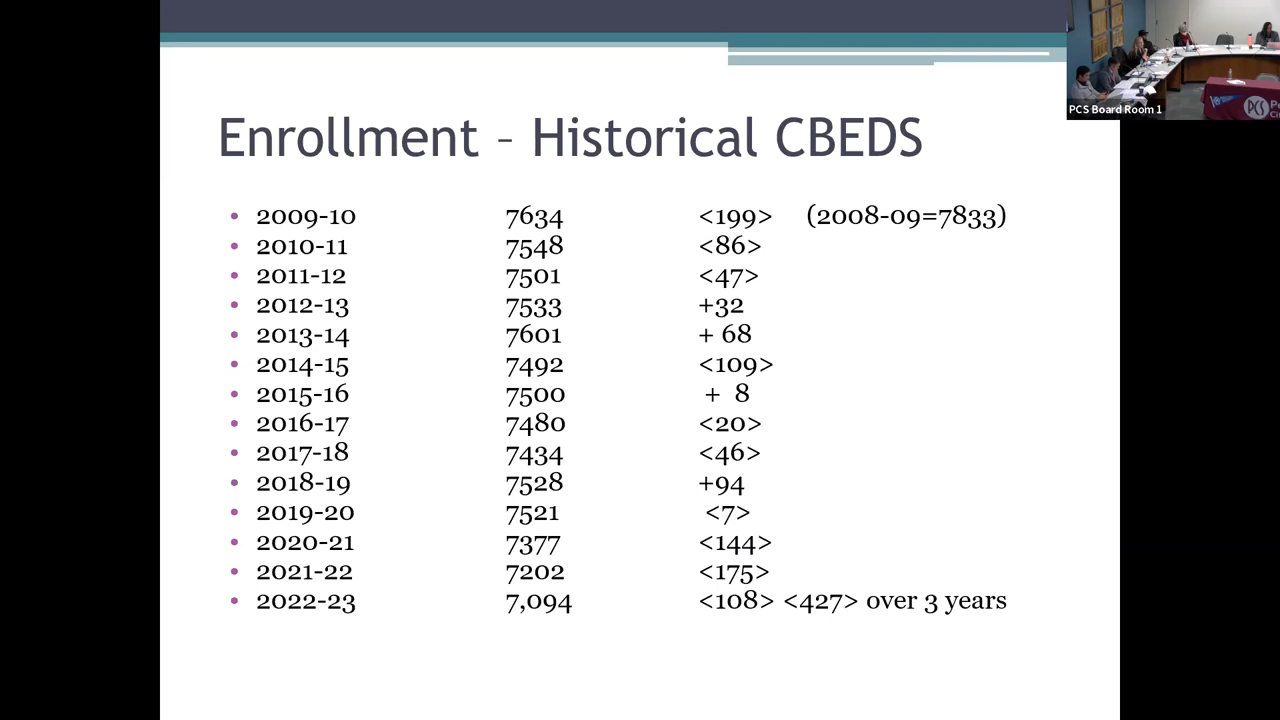 PCS Board Room 1
PCS
Enrollment – Historical CBEDS
• 2009-10 7634 <199> (2008-09=7833)
• 2010-11 7548 <86>
• 2011-12 7501 <47>
• 2012-13 7533 +32
• 2013-14 7601 + 68
• 2014-15 7492 <109>
• 2015-16 7500 + 8
• 2016-17 7480 <20>
• 2017-18 7434 <46>
• 2018-19 7528 +94
• 2019-20 7521 <7>
• 2020-21 7377 <144>
• 2021-22 7202 <175>
• 2022-23 7,094 <108> <427> over 3 years